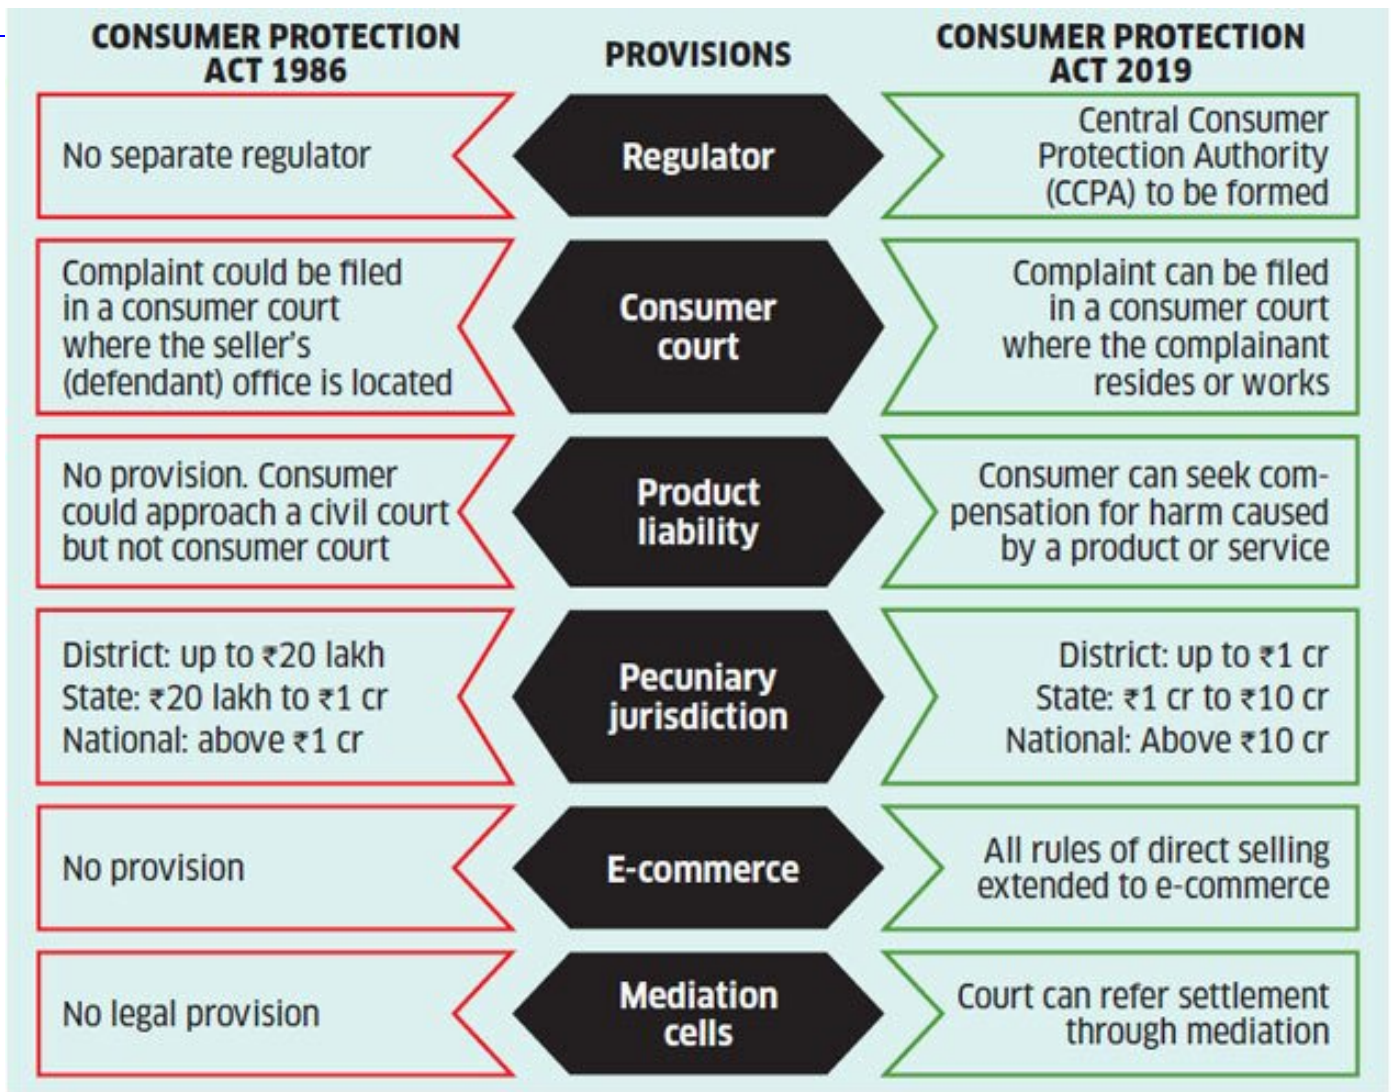 CONSUMER PROTECTION
ACT 1986
PROVISIONS
CONSUMER PROTECTION
ACT 2019
No separate regulator
Regulator
Central Consumer
Protection Authority
(CCPA) to be formed
Complaint could be filed
in a consumer court
where the seller's
(defendant) office is located
Consumer
court
Complaint can be filed
in a consumer court
where the complainant
resides or works
No provision. Consumer
could approach a civil court
but not consumer court
Product
liability
Consumer can seek com-
pensation for harm caused
by a product or service
District: up to ₹20 lakh
State: ₹20 lakh to ₹1 cr
National: above ₹1 cr
Pecuniary
jurisdiction
District: up to ₹1 cr
State: ₹1 cr to ₹10 cr
National: Above ₹10 cr
No provision
E-commerce
All rules of direct selling
extended to e-commerce
No legal provision
Mediation
cells
Court can refer settlement
through mediation